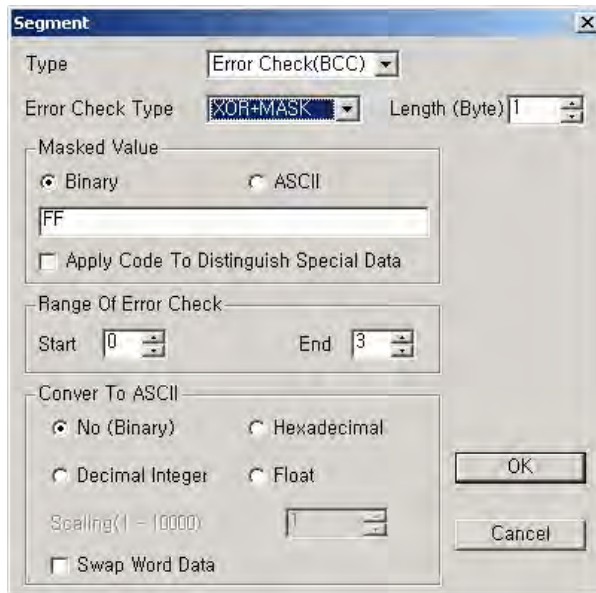 Segment
Type Error Check(BCC)
Error Check Type XOR+MASK Length (Byte) 1
Masked Value
Binary ASCII
FF
Apply Code To Distinguish Special Data
Range Of Error Check
Start 0 End 3
Conver To ASCII
No (Binary) Hexadecimal
Decimal Integer Float
OK
Scaling(1 - 10000) 1
Cancel
Swap Word Data